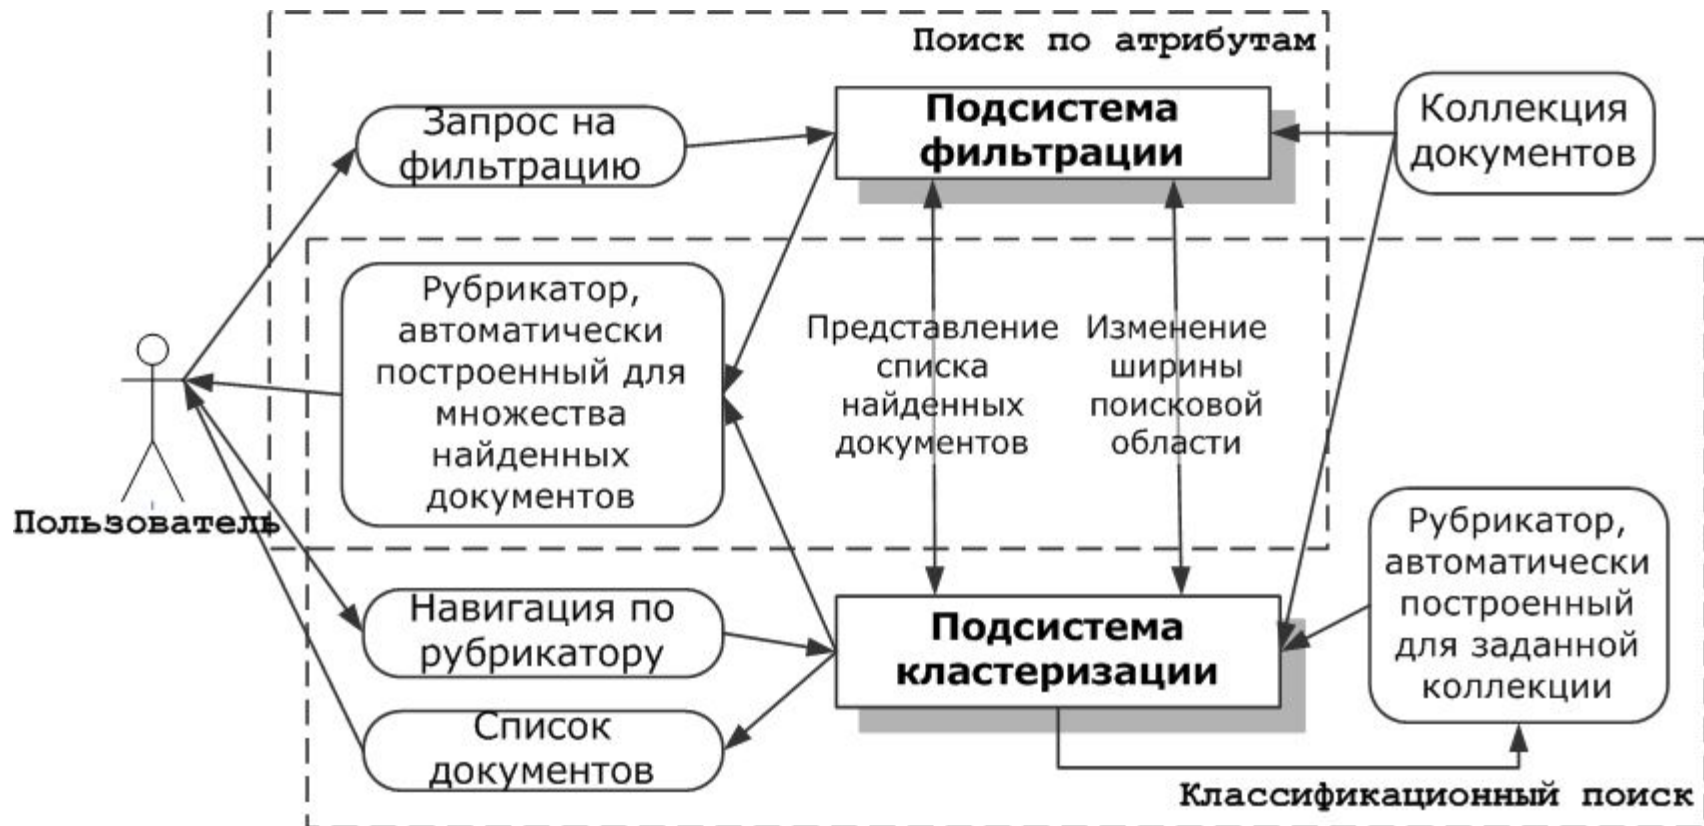 Поиск по атрибутам
Запрос на
фильтрацию
Подсистема
фильтрации
Коллекция
документов
Рубрикатор,
автоматически
построенный для
множества
найденных
документов
Представление
списка
найденных
документов
Изменение
ширины
поисковой
области
Пользователь
Рубрикатор,
автоматически
построенный
для заданной
коллекции
Навигация по
рубрикатору
Подсистема
кластеризации
Список
документов
Классификационный поиск